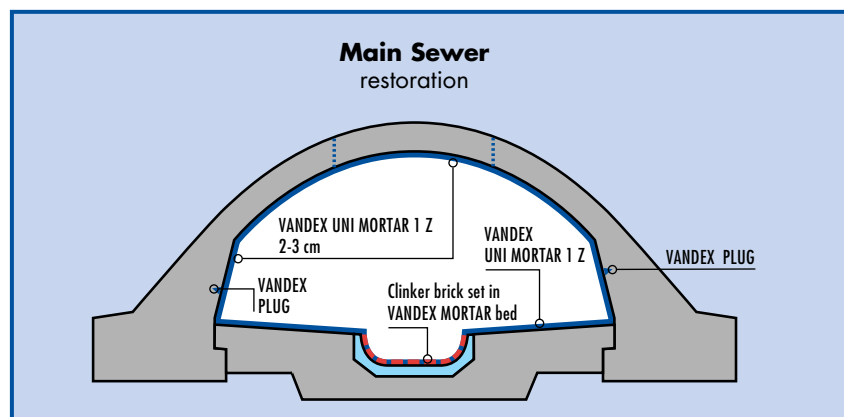 Main Sewer
restoration
VANDEX UNI MORTAR 1 Z
2-3 cm
VANDEX
UNI MORTAR 1 Z
VANDEX PLUG
VANDEX
PLUG
Clinker brick set in
VANDEX MORTAR bed